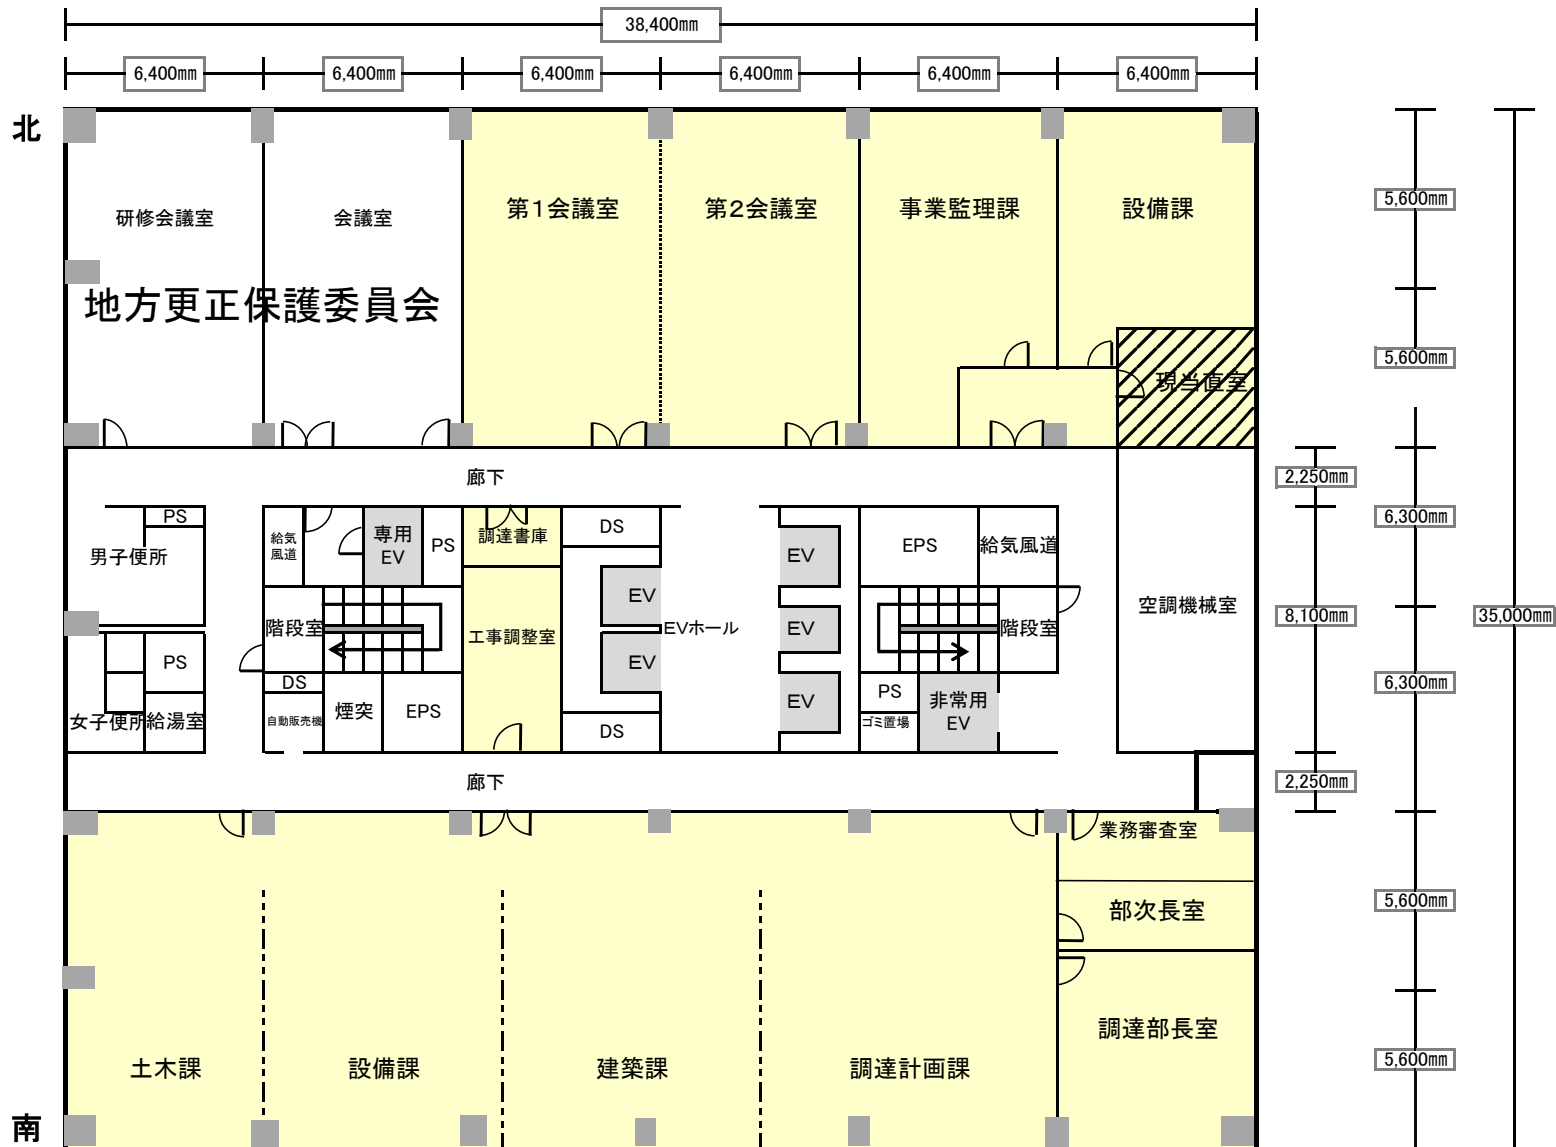 38,400mm
6,400mm 6,400mm 6,400mm 6,400mm 6,400mm 6,400mm
北
研修会議室
会議室
第1会議室
第2会議室
事業監理課
設備課
5,600mm
地方更正保護委員会
5,600mm
現当直室
廊下
2,250mm
PS
男子便所
給気
風道
専用
EV
PS
調達書庫
DS
EV
EPS
給気風道
6,300mm
空調機械室
EV
階段室
工事調整室
EVホール
EV
階段室
8,100mm
35,000mm
PS
EV
DS
6,300mm
女子便所
給湯室
自動販売機
煙突
EPS
DS
EV
PS
ゴミ置場
非常用
EV
廊下
2,250mm
業務審査室
部次長室
5,600mm
調達部長室
土木課
設備課
建築課
調達計画課
5,600mm
南